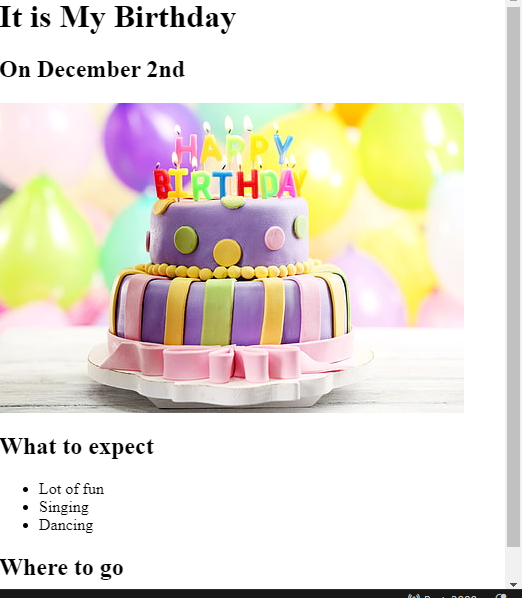 It is My Birthday
On December 2nd
HAPPY
BIRTHDAY
What to expect
Lot of fun
Singing
Dancing
Where to go